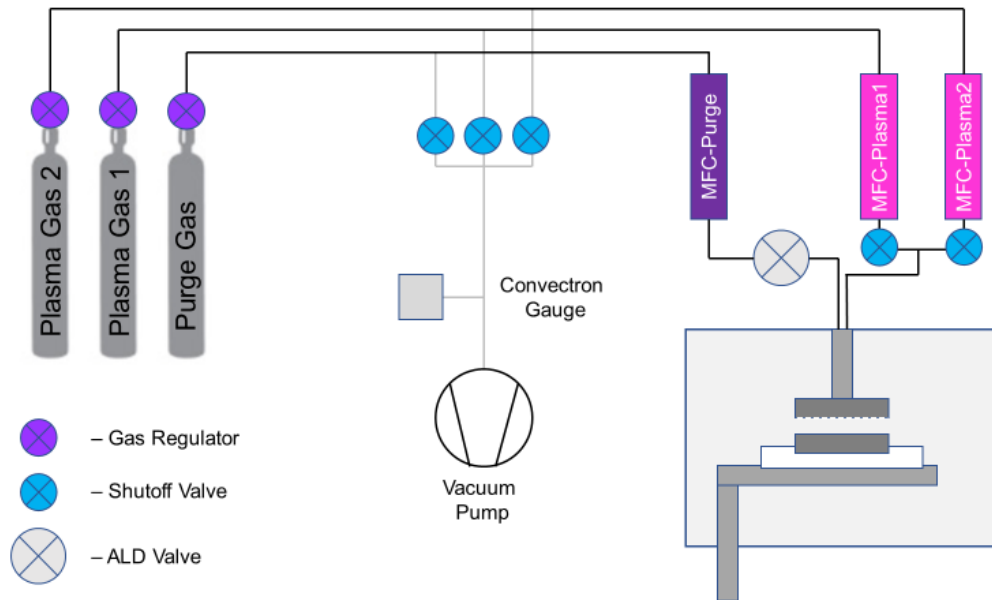 Plasma Gas 2
Plasma Gas 1
Purge Gas
MFC-Purge
MFC-Plasma1
MFC-Plasma2
Convectron
Gauge
Vacuum
Pump
– Gas Regulator
– Shutoff Valve
– ALD Valve